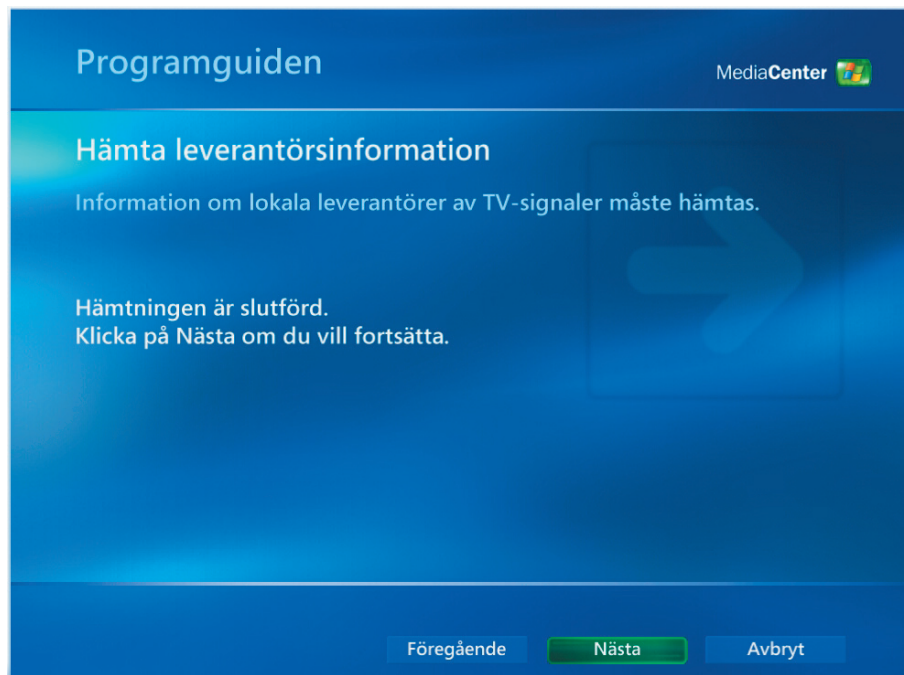 Programguiden
MediaCenter
Hämta leverantörsinformation
Information om lokala leverantörer av TV-signaler måste hämtas.
Hämtningen är slutförd.
Klicka på Nästa om du vill fortsätta.
Föregående Nästa Avbryt